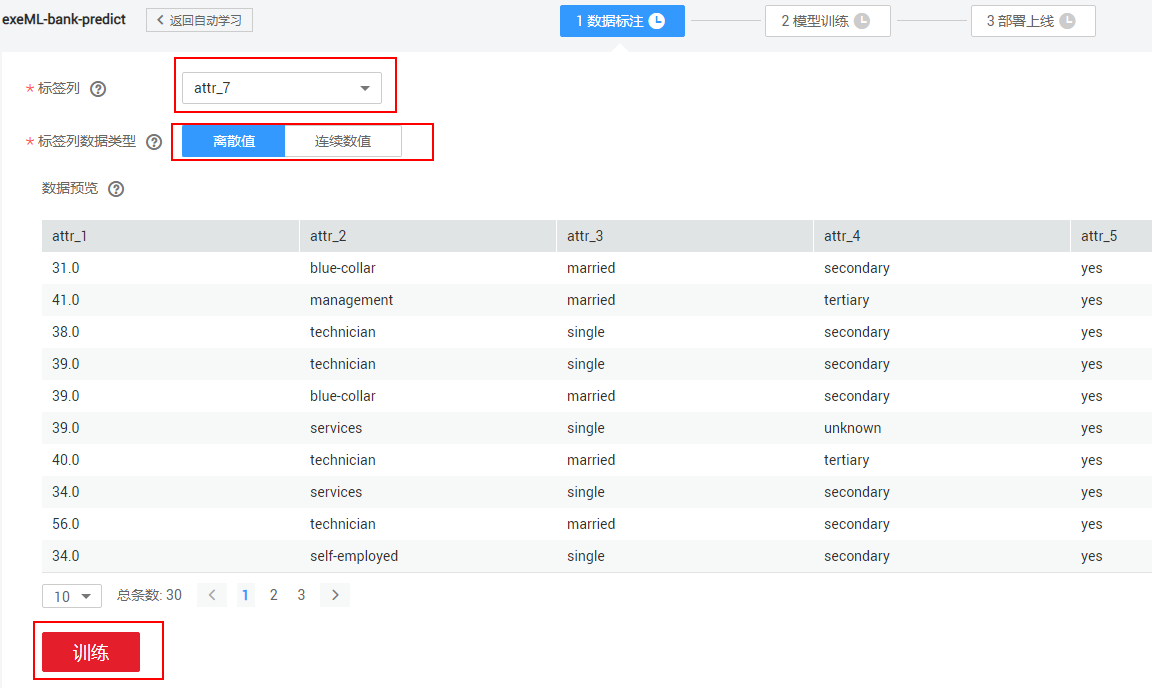 exeML-bank-predict 返回自动学习 1 数据标注 2 模型训练 3 部署上线
* 标签列 ? attr_7
* 标签列数据类型 ? 离散值 连续数值
数据预览 ?
attr_1 attr_2 attr_3 attr_4 attr_5
31.0 blue-collar married secondary yes
41.0 management married tertiary yes
38.0 technician single secondary yes
39.0 technician single secondary yes
39.0 blue-collar married secondary yes
39.0 services single unknown yes
40.0 technician married tertiary yes
34.0 services single secondary yes
56.0 technician married secondary yes
34.0 self-employed single secondary yes
10 总条数: 30 < 1 2 3 >
训练